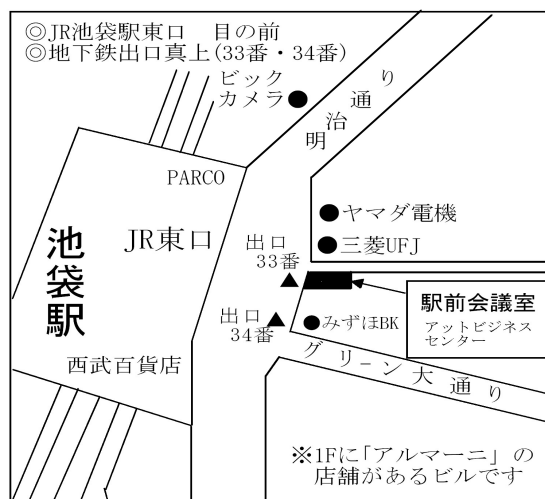 ◎JR池袋駅東口 目の前
◎地下鉄出口真上(33番・34番)
ビック
カメラ
明治通り
PARCO
ヤマダ電機
三菱UFJ
JR東口
池袋駅
出口
33番
出口
34番
みずほBK
駅前会議室
アットビジネス
センター
西武百貨店
グリーン大通り
※1Fに「アルマーニ」の
店舗があるビルです